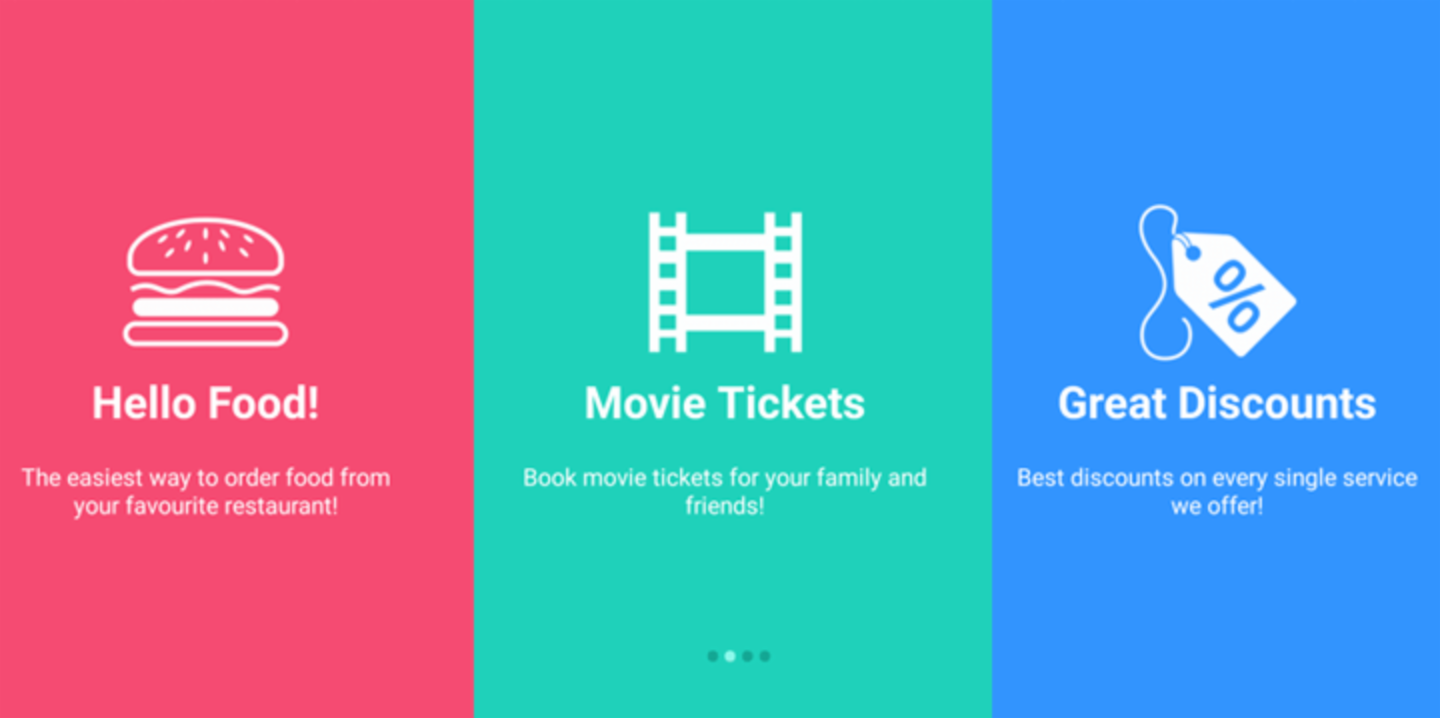 Hello Food!
The easiest way to order food from
your favourite restaurant!
Movie Tickets
Book movie tickets for your family and
friends!
%
Great Discounts
Best discounts on every single service
we offer!